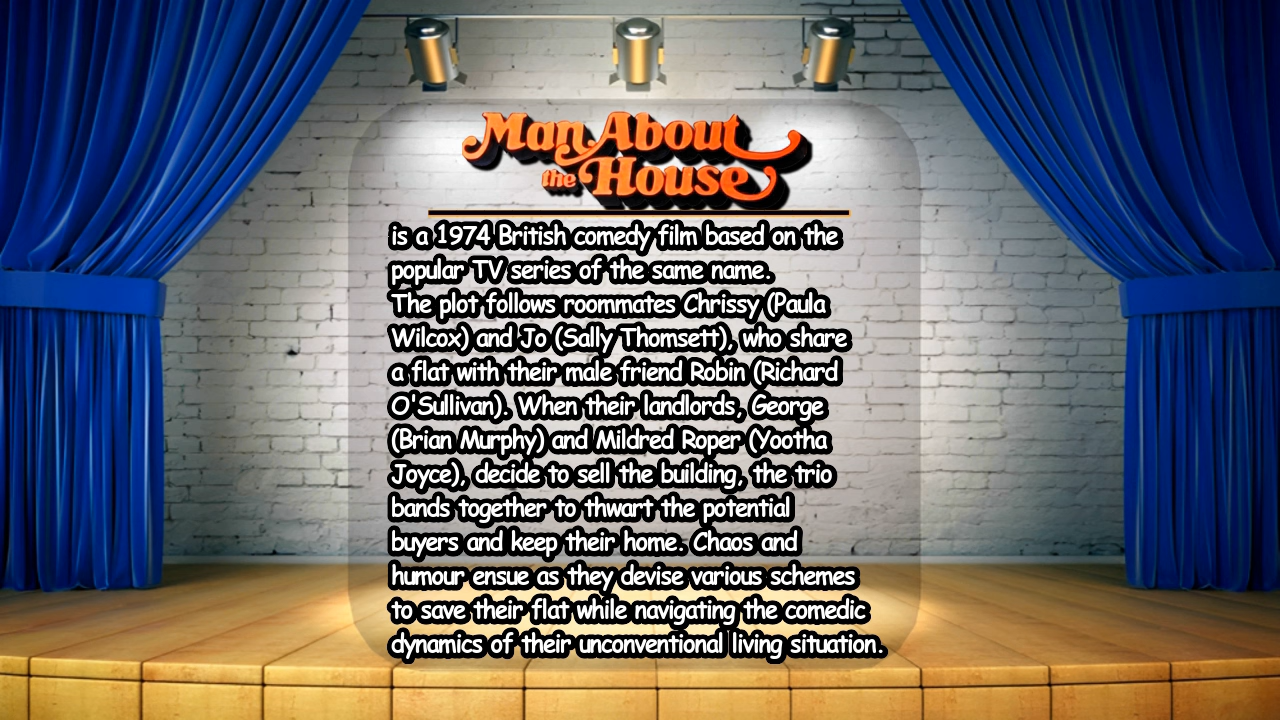 Man About
the House
is a 1974 British comedy film based on the
popular TV series of the same name.
The plot follows roommates Chrissy (Paula
Wilcox) and Jo (Sally Thomsett), who share
a flat with their male friend Robin (Richard
O'Sullivan). When their landlords, George
(Brian Murphy) and Mildred Roper (Yootha
Joyce), decide to sell the building, the trio
bands together to thwart the potential
buyers and keep their home. Chaos and
humour ensue as they devise various schemes
to save their flat while navigating the comedic
dynamics of their unconventional living situation.